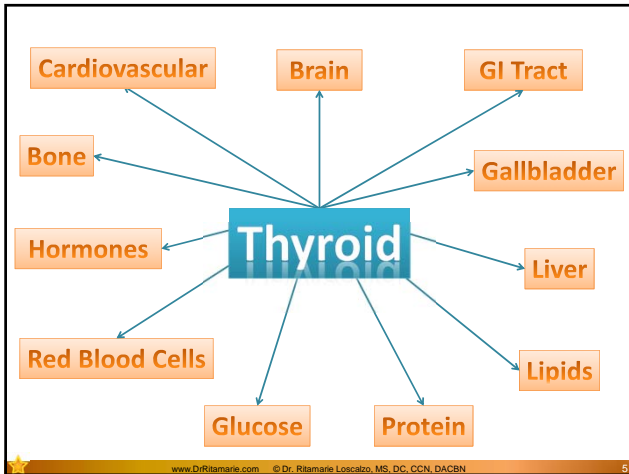 Cardiovascular
Brain
GI Tract
Bone
Gallbladder
Thyroid
Hormones
Liver
Red Blood Cells
Lipids
Glucose
Protein
www.DrRitamarie.com © Dr. Ritamarie Loscalzo, MS, DC, CCN, DACBN 5